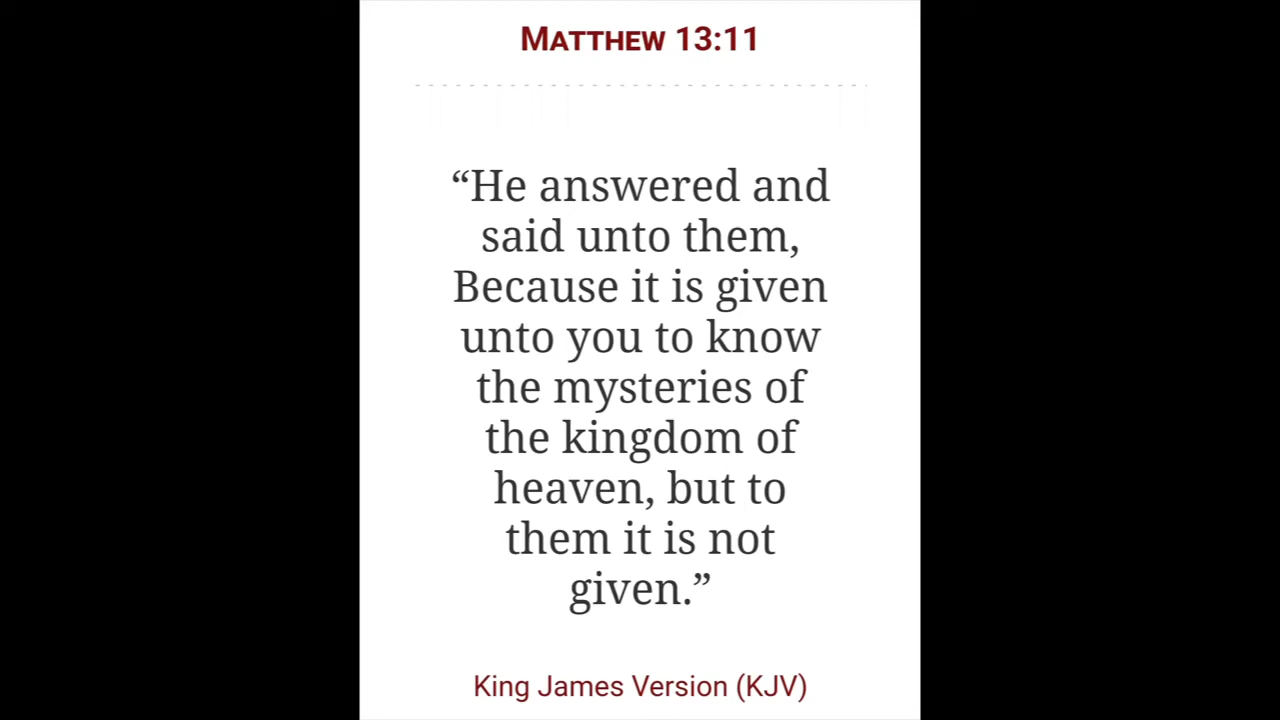 MATTHEW 13:11
“He answered and
said unto them,
Because it is given
unto you to know
the mysteries of
the kingdom of
heaven, but to
them it is not
given.”
King James Version (KJV)